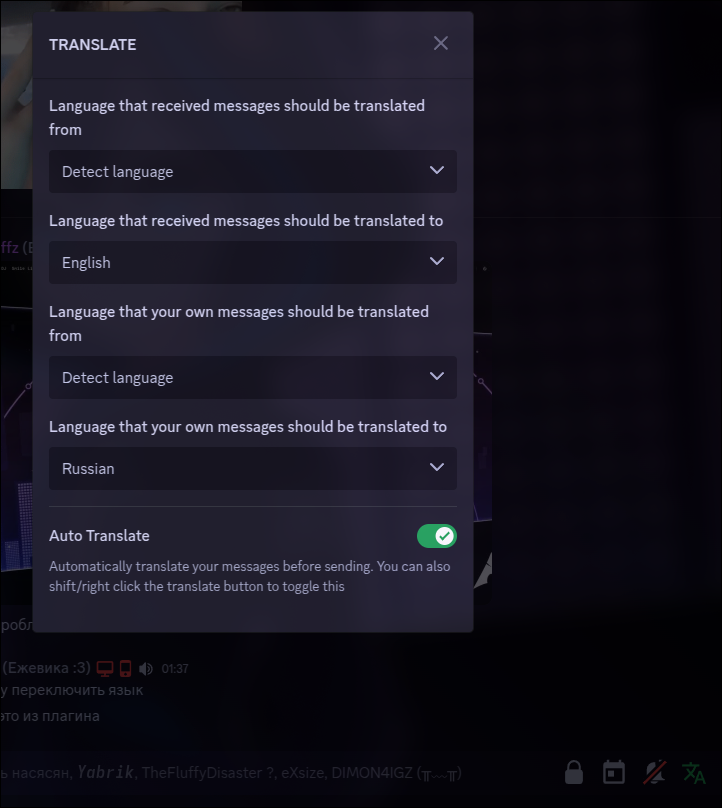 TRANSLATE
Language that received messages should be translated
from
Detect language
Language that received messages should be translated to
English
ffz (E
Language that your own messages should be translated
from
Detect language
Language that your own messages should be translated to
Russian
Auto Translate
Automatically translate your messages before sending. You can also
shift/right click the translate button to toggle this
робл
(Ежевика :3) 01:37
у переключить язык
это из плагина
ь насясян, Yabrik, TheFluffyDisaster ?, eXsize, DIMON4IGZ (╥﹏╥)